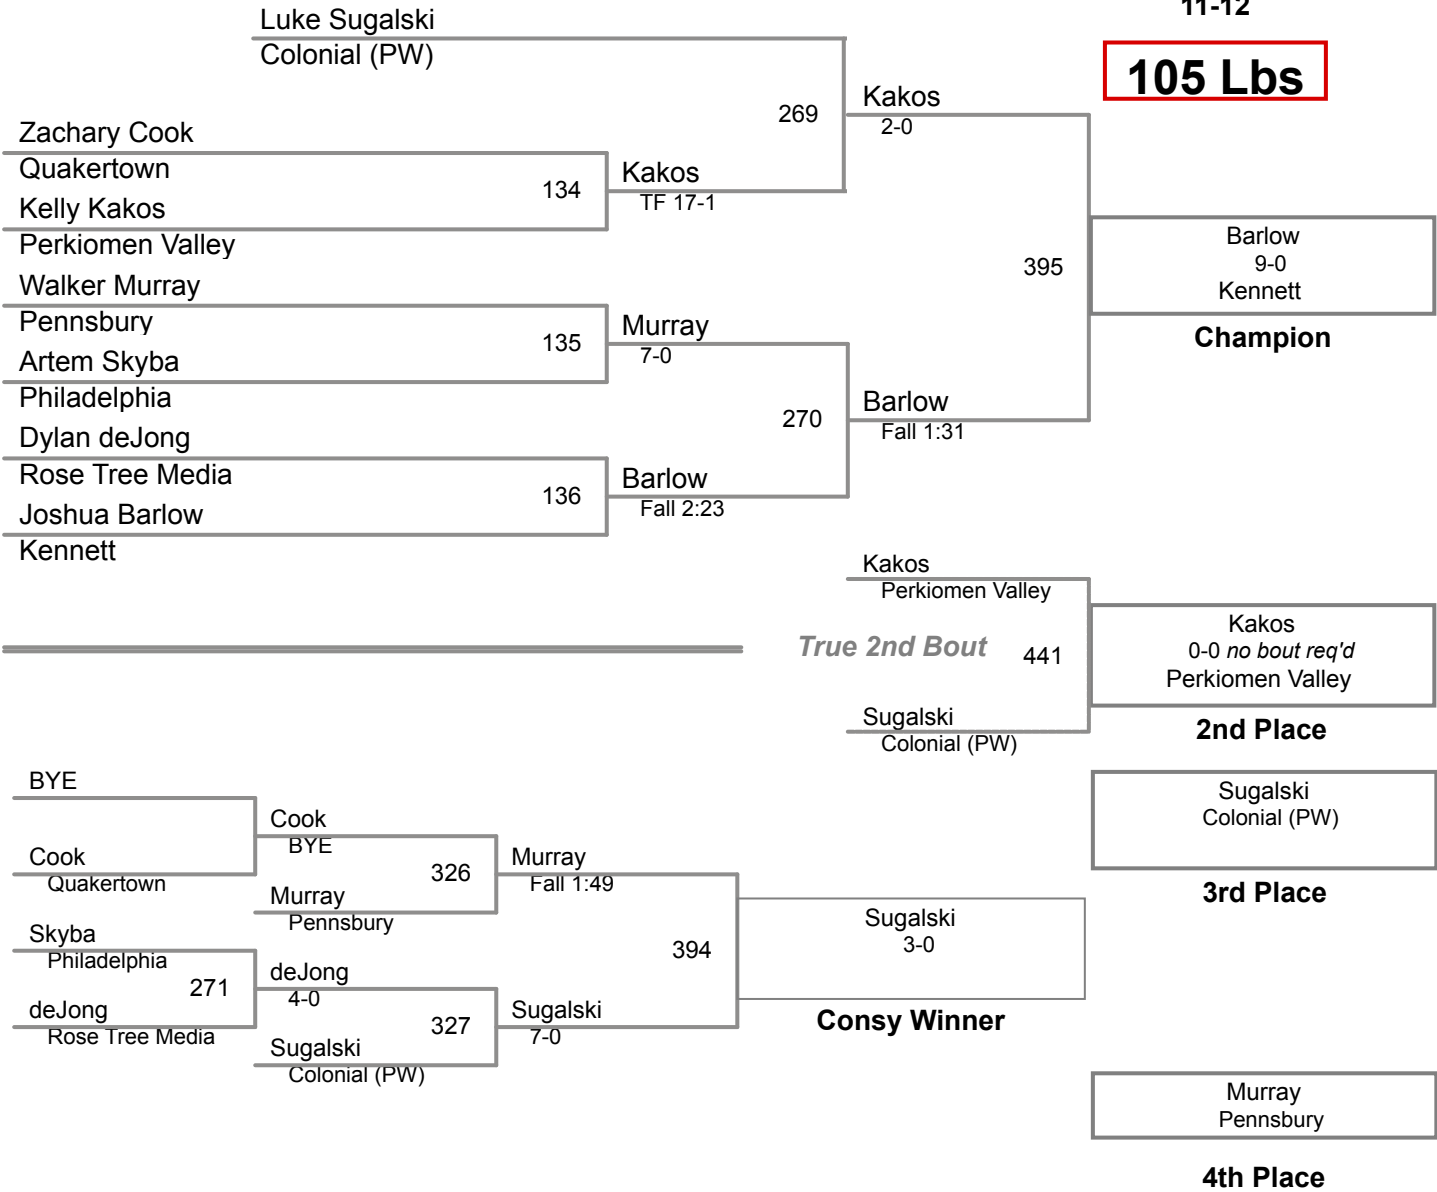 11-12
105 Lbs
Luke Sugalski
Colonial (PW)
269
Kakos
2-0
Zachary Cook
Quakertown
134
Kakos
TF 17-1
Kelly Kakos
Perkiomen Valley
395
Barlow
9-0
Kennett
Champion
Walker Murray
Pennsbury
135
Murray
7-0
Artem Skyba
Philadelphia
270
Barlow
Fall 1:31
Dylan deJong
Rose Tree Media
136
Barlow
Fall 2:23
Joshua Barlow
Kennett
Kakos
Perkiomen Valley
True 2nd Bout
441
Kakos
0-0 no bout req'd
Perkiomen Valley
2nd Place
Sugalski
Colonial (PW)
BYE
Cook
BYE
Cook
Quakertown
326
Murray
Fall 1:49
Murray
Pennsbury
Skyba
Philadelphia
271
deJong
4-0
deJong
Rose Tree Media
327
Sugalski
7-0
Sugalski
Colonial (PW)
394
Sugalski
3-0
Consy Winner
Sugalski
Colonial (PW)
3rd Place
Murray
Pennsbury
4th Place